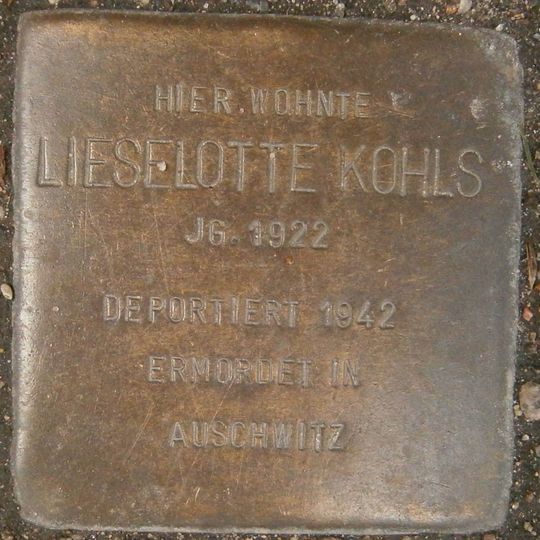 HIER WOHNTE
LIESELOTTE KOHLS
JG. 1922
DEPORTIERT 1942
ERMORDET IN
AUSCHWITZ